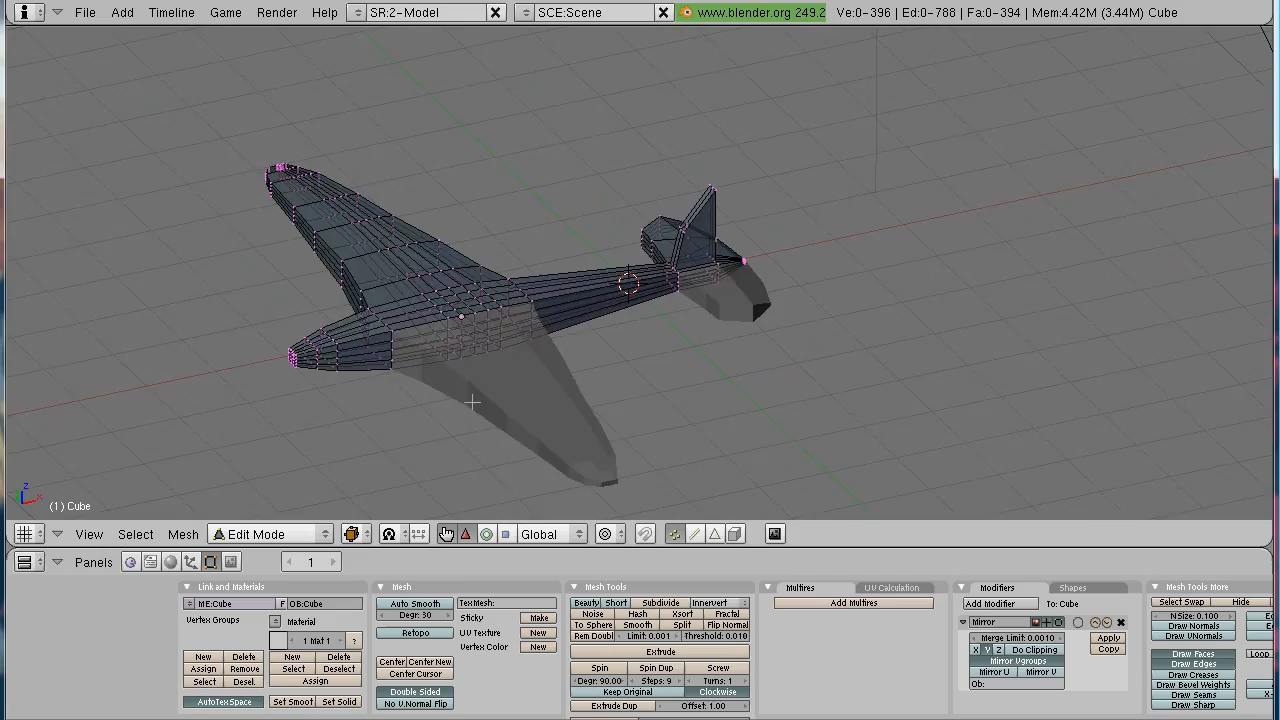 File Add Timeline Game Render Help SR:2-Model SCE:Scene www.blender.org 249.2 Ve:0-396 | Ed:0-788 | Fa:0-394 | Mem:4.42M (3.44M) Cube
z
x
(1) Cube
View Select Mesh Edit Mode Global
Panels 1
Link and Materials Mesh Mesh Tools Multires UV Calculation Modifiers Shapes Mesh Tools More
ME:Cube F OB:Cube Auto Smooth TexMesh: Beauty Short Subdivide Innervert Add Multires Add Modifier To: Cube Select Swap Hide
Vertex Groups Material Degr: 30 Sticky Make Noise Hash Xsort Fractal Mirror NSize: 0.100
1 Mat 1 ? Retopo UV Texture New To Sphere Smooth Split Flip Normal Merge Limit: 0.0010 Apply Draw Normals
Vertex Color New Rem Doubl Limit: 0.001 Threshold: 0.010 X Y Z Do Clipping Copy Draw VNormals
New Delete New Delete Center Center New Extrude Mirror Vgroups Draw Faces Loop
Assign Remove Select Deselect Center Cursor Spin Spin Dup Screw Mirror U Mirror V Draw Edges
Select Desel. Assign Degr: 90.00 Steps: 9 Turns: 1 Ob: Draw Creases
Double Sided Keep Original Clockwise Draw Bevel Weights
AutoTexSpace Set Smoot Set Solid No V.Normal Flip Extrude Dup Offset: 1.00 Draw Seams
Draw Sharp